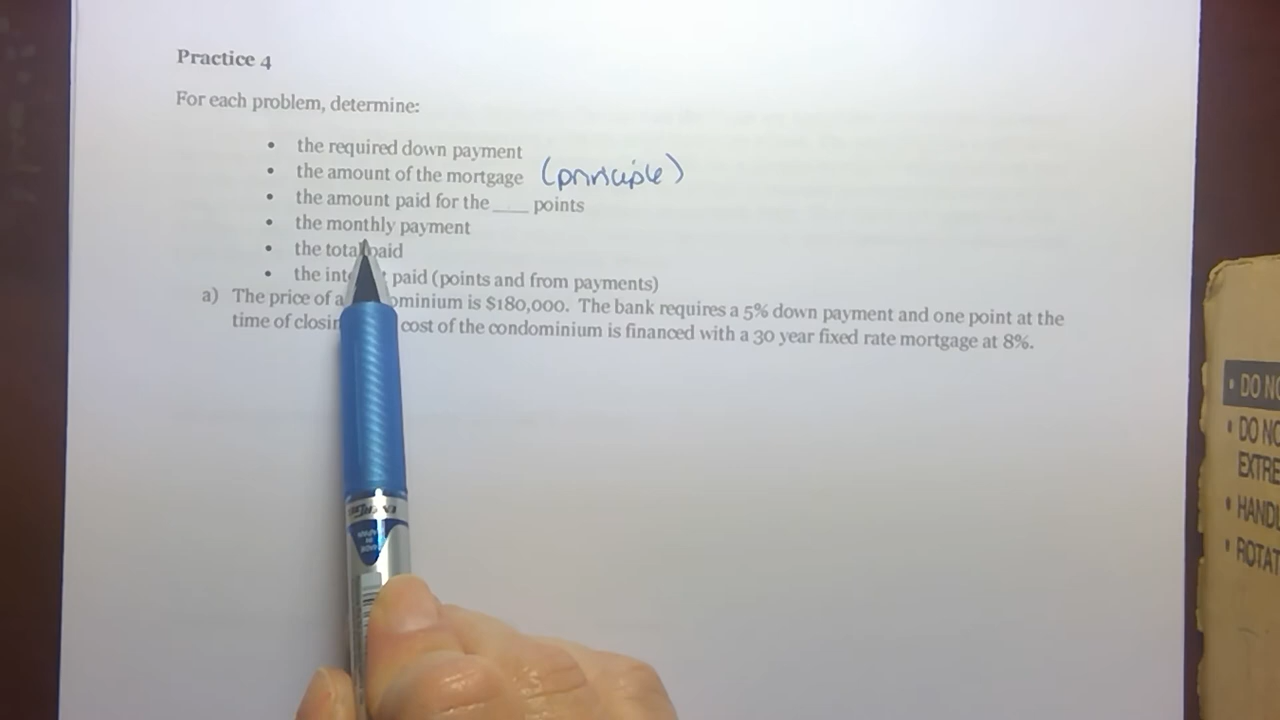 Practice 4
For each problem, determine:
• the required down payment
• the amount of the mortgage (principle)
• the amount paid for the ____ points
• the monthly payment
• the total paid
• the paid (points and from payments)
a) The price of a is $180,000. The bank requires a 5% down payment and one point at the
time of cost of the condominium is financed with a 30 year fixed rate mortgage at 8%.
• DO
• DO
• ROTAT